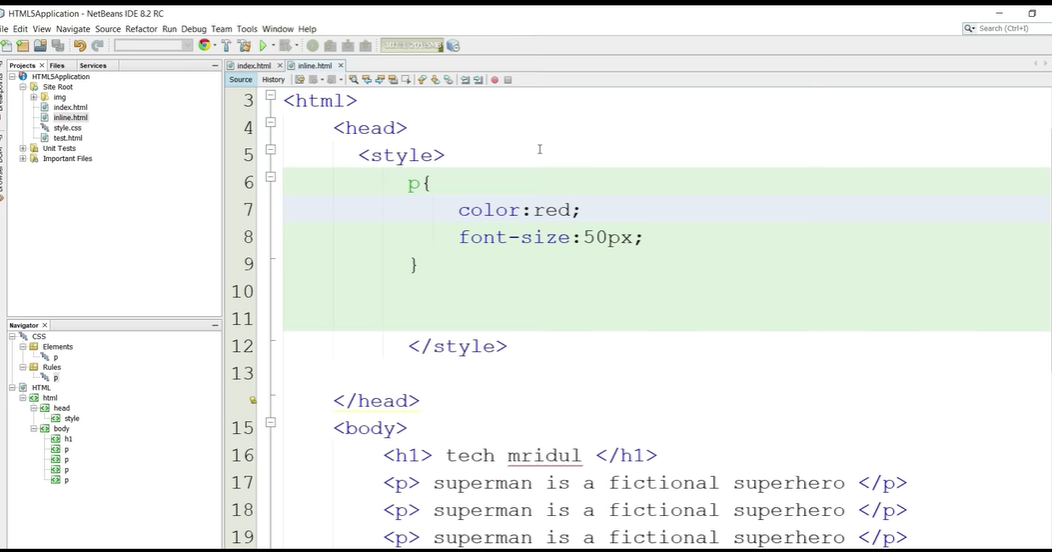 HTML5Application - NetBeans IDE 8.2 RC
File Edit View Navigate Source Refactor Run Debug Team Tools Window Help
Search (Ctrl+I)
Projects Files Services
index.html inline.html
Source History
HTML5Application
Site Root
img
index.html
inline.html
style.css
test.html
Unit Tests
Important Files
Navigator
CSS
Elements
p
Rules
p
HTML
html
head
style
body
h1
p
p
p
p
3 <html>
4 <head>
5 <style>
6 p{
7 color:red;
8 font-size:50px;
9 }
10
11
12 </style>
13
</head>
15 <body>
16 <h1> tech mridul </h1>
17 <p> superman is a fictional superhero </p>
18 <p> superman is a fictional superhero </p>
19 <p> superman is a fictional superhero </p>